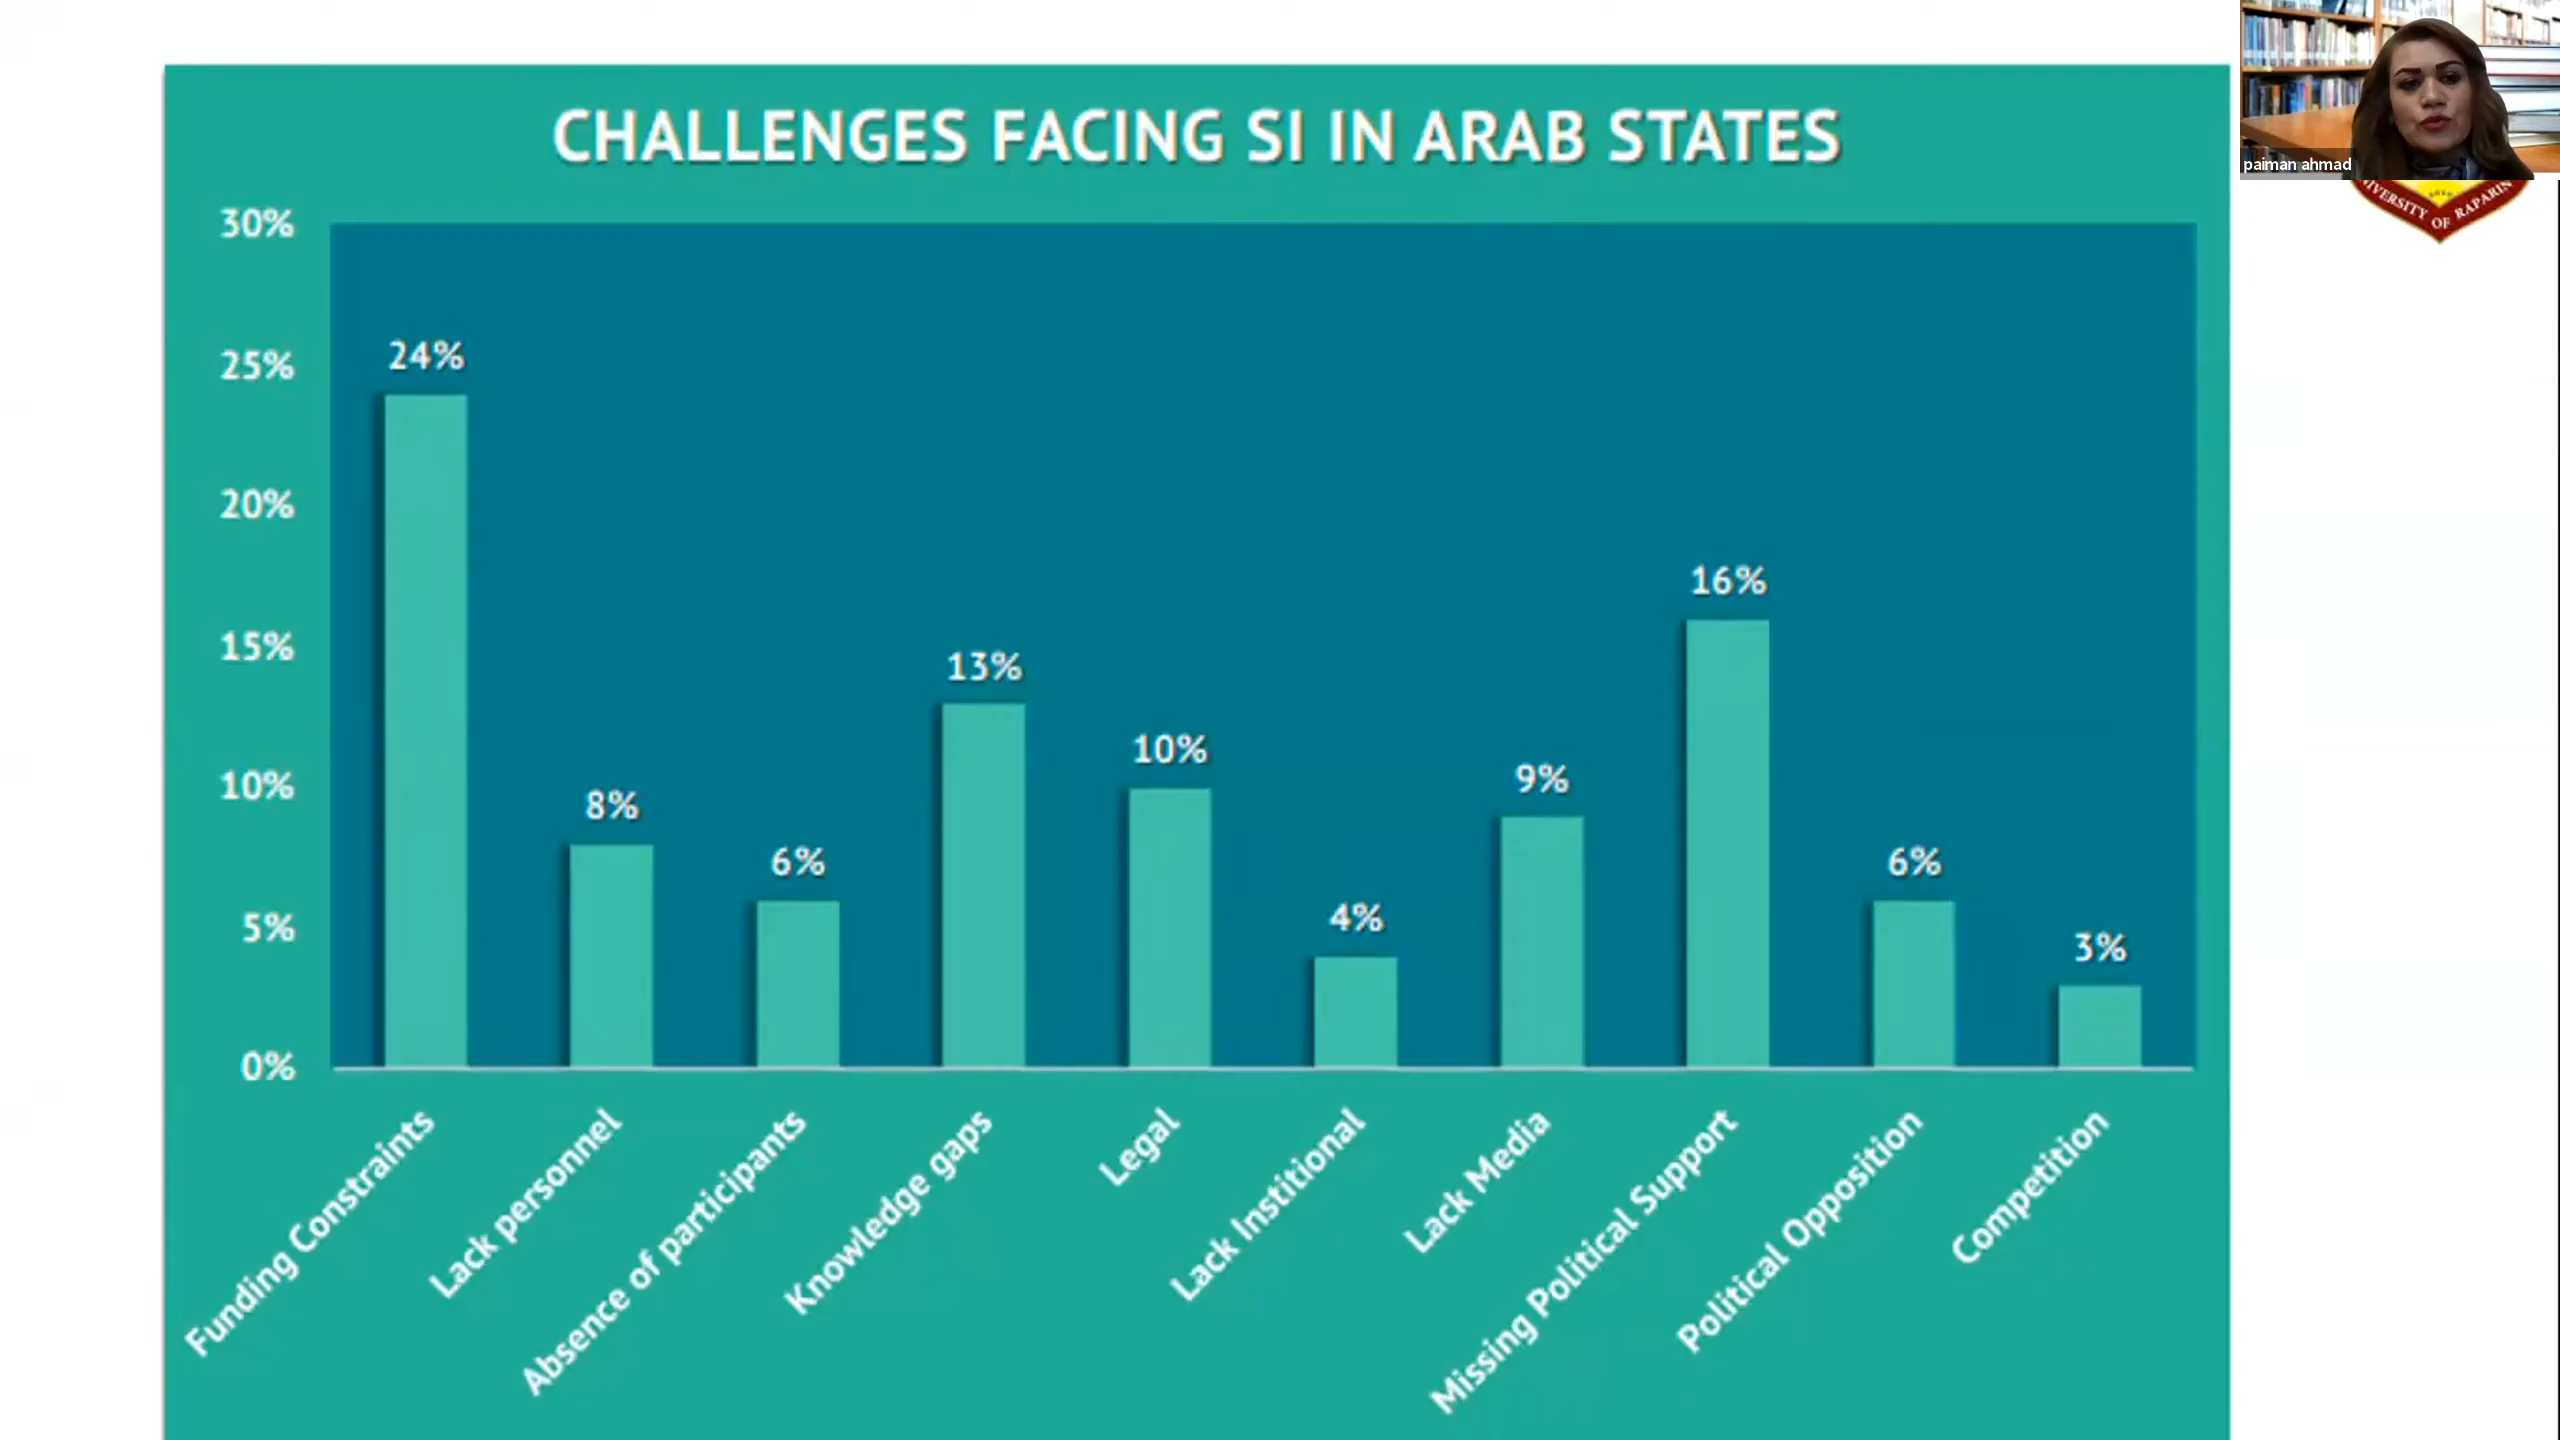 CHALLENGES FACING SI IN ARAB STATES
30%
25%
20%
15%
10%
5%
0%
24%
8%
6%
13%
10%
4%
9%
16%
6%
3%
Funding Constraints
Lack personnel
Absence of participants
Knowledge gaps
Legal
Lack Institional
Lack Media
Missing Political Support
Political Opposition
Competition
paiman ahmad
OF RAPARIN